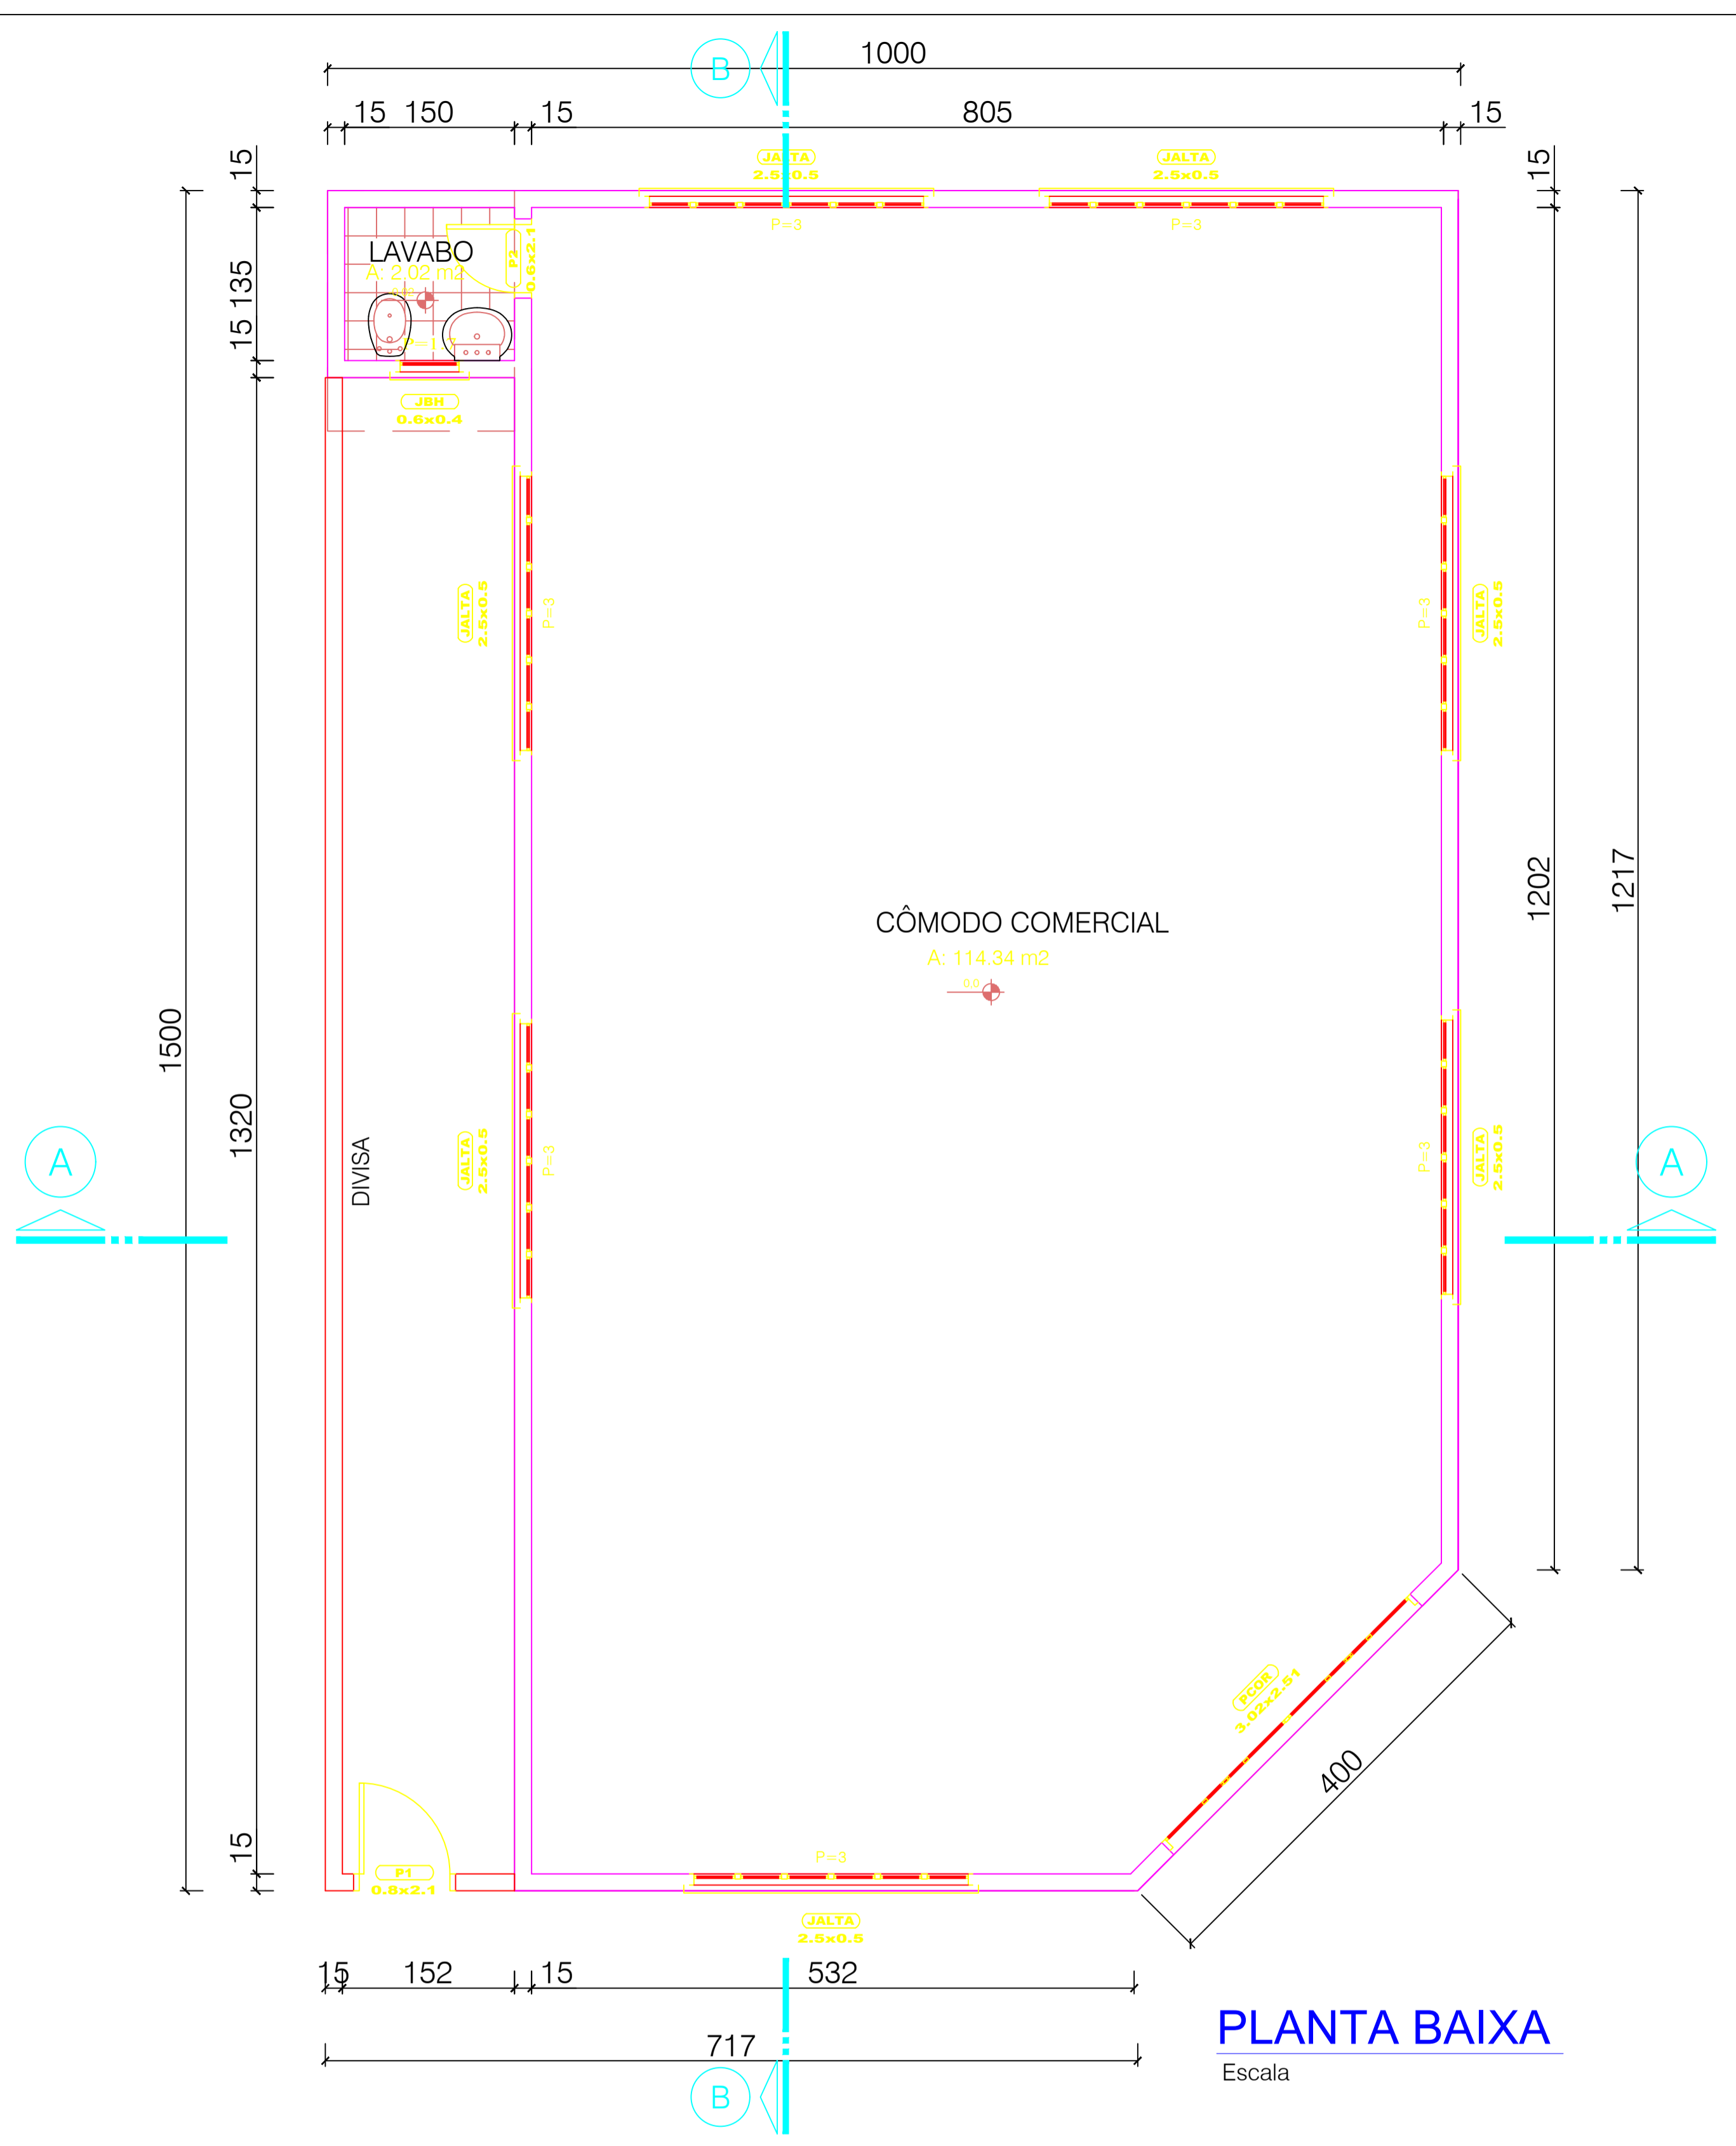 1000
B
15 150 15 805 15
JALTA
2.5x0.5
JALTA
2.5x0.5
15
15
P=3
P=3
LAVABO
A: 2.02 m2
P2
0.6x2.1
135
15
JBH
0.6x0.4
JALTA
2.5x0.5
P=3
P=3
JALTA
2.5x0.5
1202
1217
CÔMODO COMERCIAL
A: 114.34 m2
0,0
1500
1320
DIVISA
A
JALTA
2.5x0.5
P=3
P=3
JALTA
2.5x0.5
A
PCOR
3.02x2.51
400
15
P1
0.8x2.1
P=3
JALTA
2.5x0.5
15 152 15 532
717
B
PLANTA BAIXA
Escala